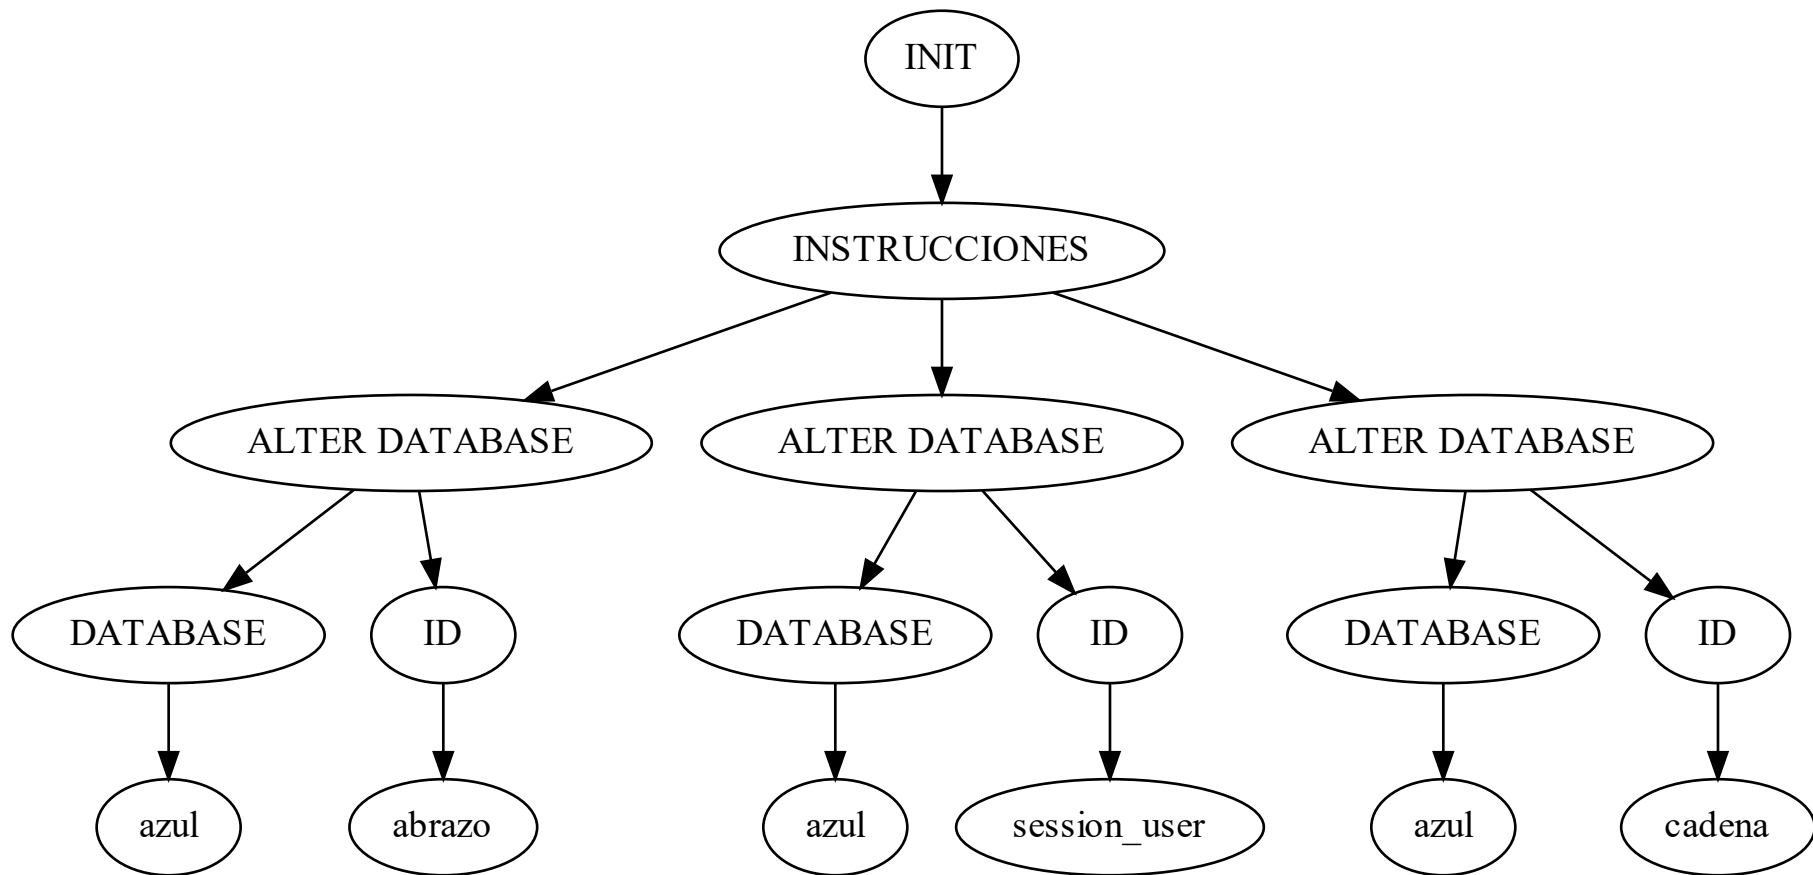 INIT
INSTRUCCIONES
ALTER DATABASE
ALTER DATABASE
ALTER DATABASE
DATABASE
ID
DATABASE
ID
DATABASE
ID
azul
abrazo
azul
session_user
azul
cadena